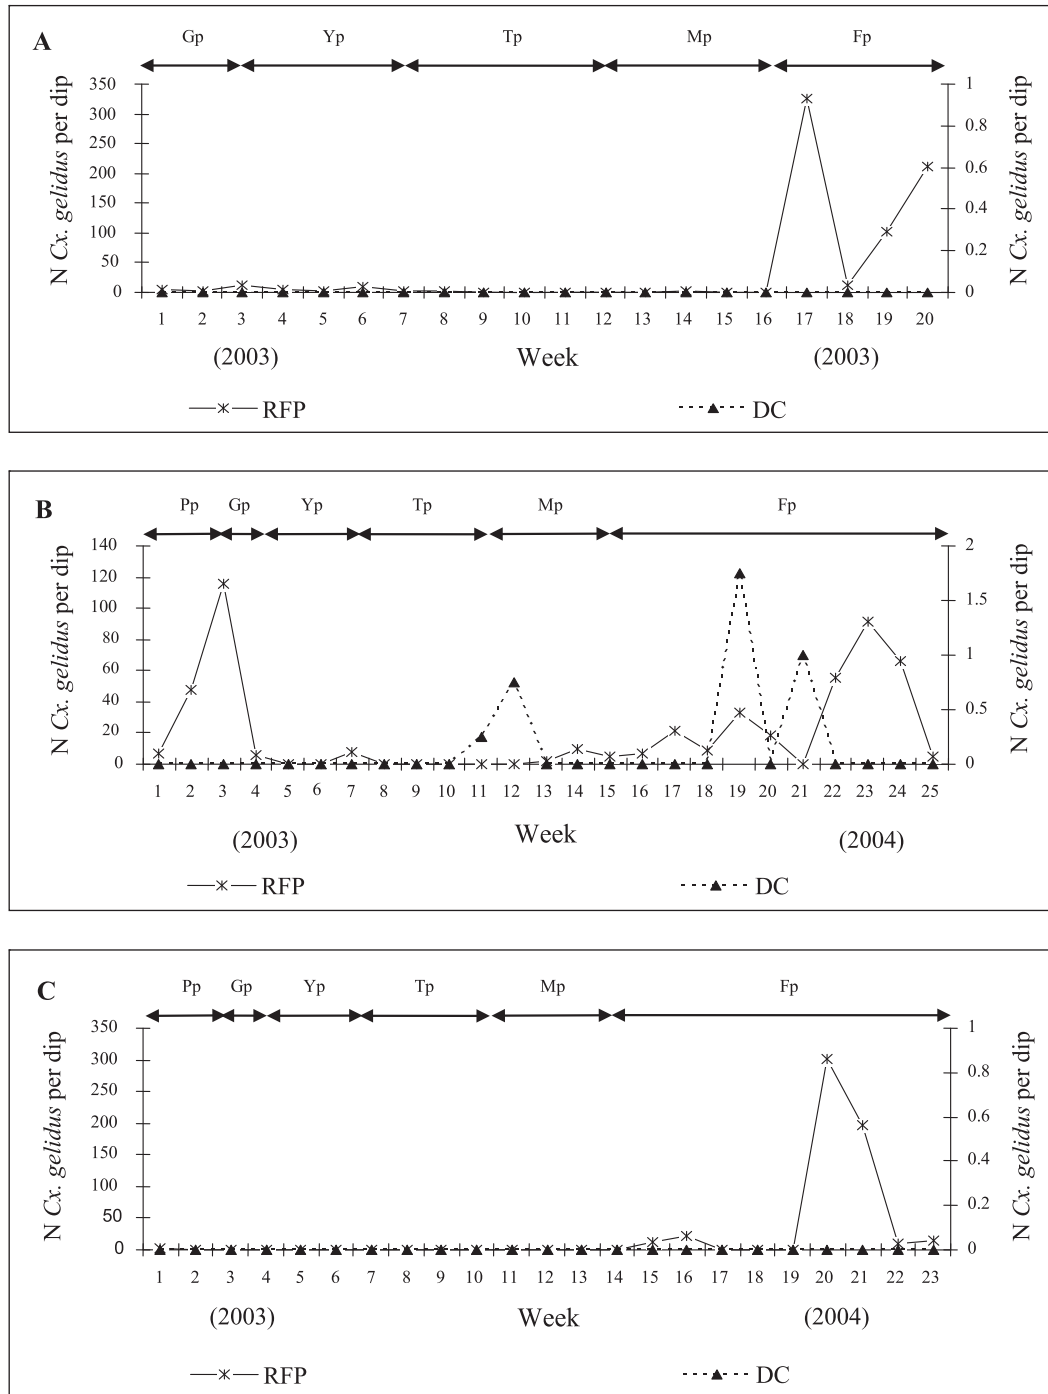 A
Gp Yp Tp Mp Fp
N Cx. gelidus per dip
350
300
250
200
150
100
50
0
1
0.8
0.6
0.4
0.2
0
N Cx. gelidus per dip
1 2 3 4 5 6 7 8 9 10 11 12 13 14 15 16 17 18 19 20
(2003) Week (2003)
RFP DC
B
Pp Gp Yp Tp Mp Fp
N Cx. gelidus per dip
140
120
100
80
60
40
20
0
2
1.5
1
0.5
0
N Cx. gelidus per dip
1 2 3 4 5 6 7 8 9 10 11 12 13 14 15 16 17 18 19 20 21 22 23 24 25
(2003) Week (2004)
RFP DC
C
Pp Gp Yp Tp Mp Fp
N Cx. gelidus per dip
350
300
250
200
150
100
50
0
1
0.8
0.6
0.4
0.2
0
N Cx. gelidus per dip
1 2 3 4 5 6 7 8 9 10 11 12 13 14 15 16 17 18 19 20 21 22 23
(2003) Week (2004)
RFP DC